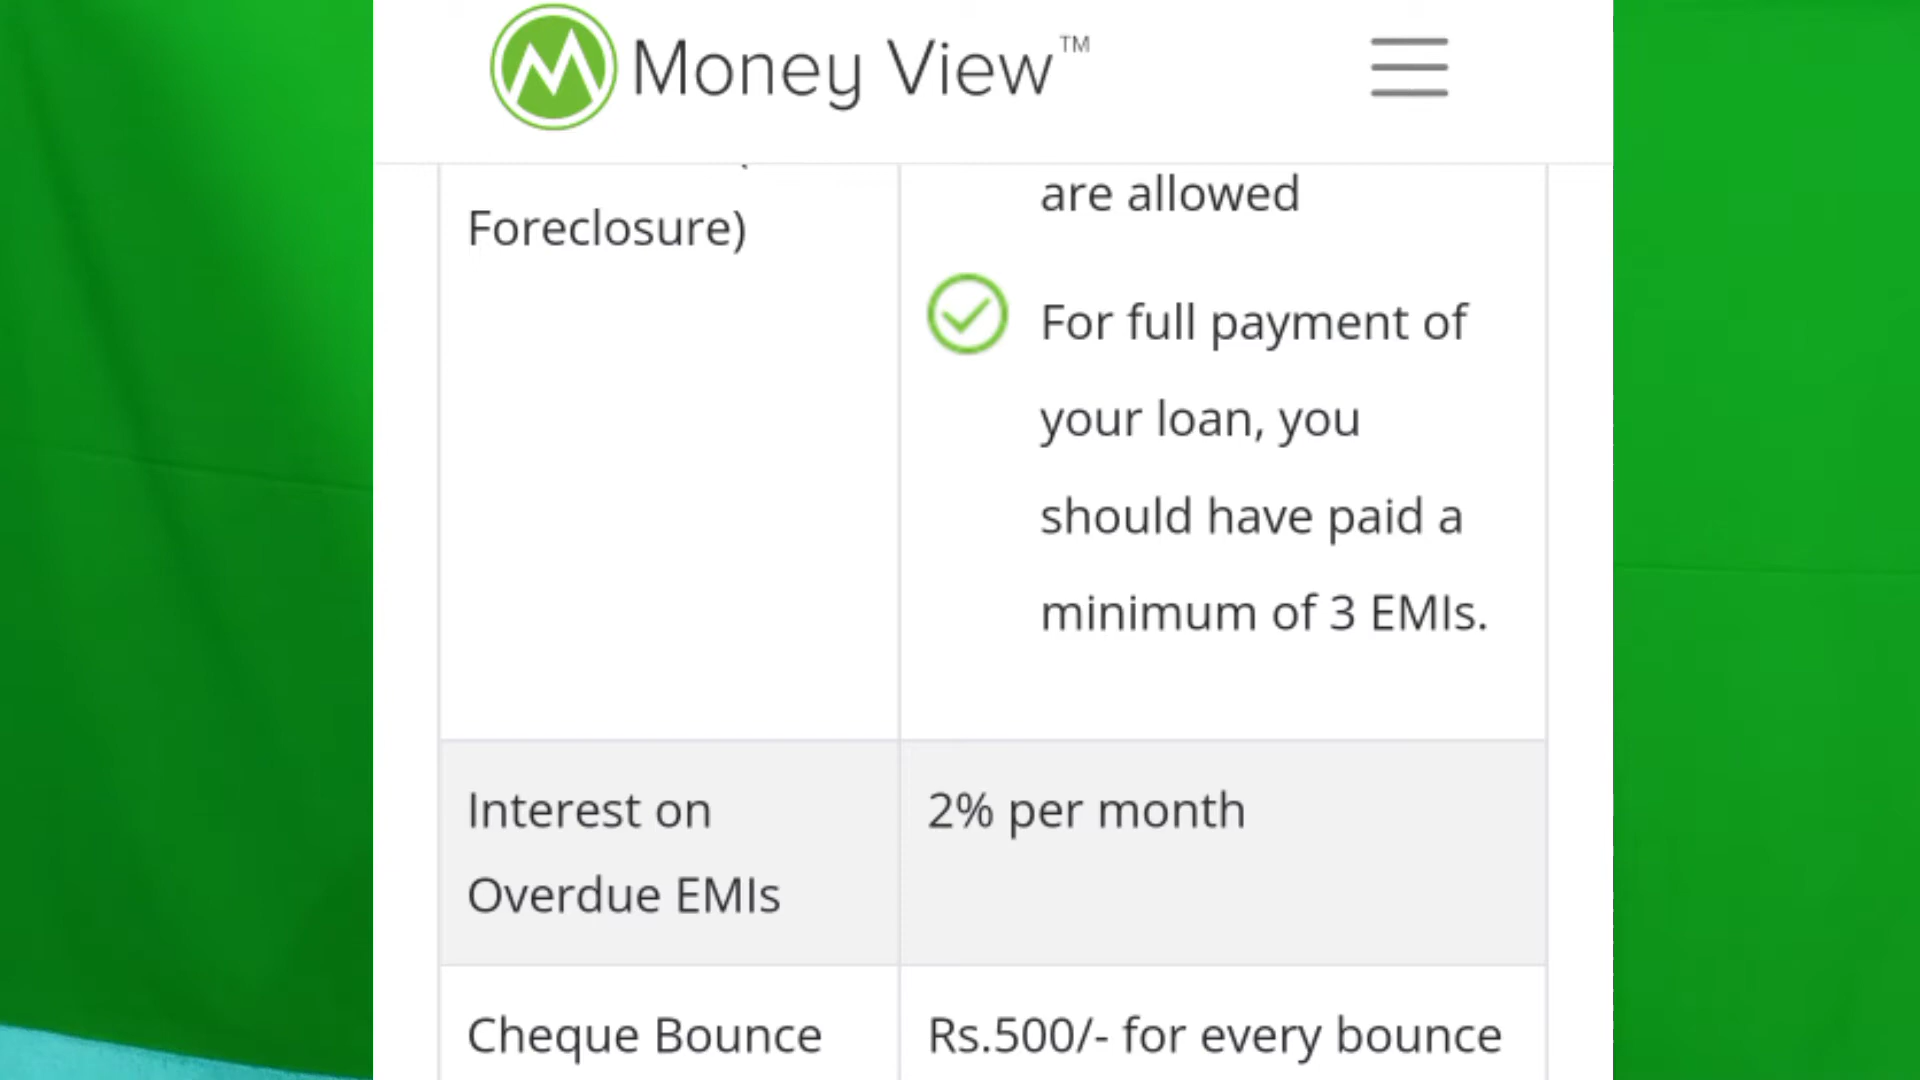 Money View™
Foreclosure)
are allowed
For full payment of
your loan, you
should have paid a
minimum of 3 EMIs.
Interest on
Overdue EMIs
2% per month
Cheque Bounce
Rs.500/- for every bounce